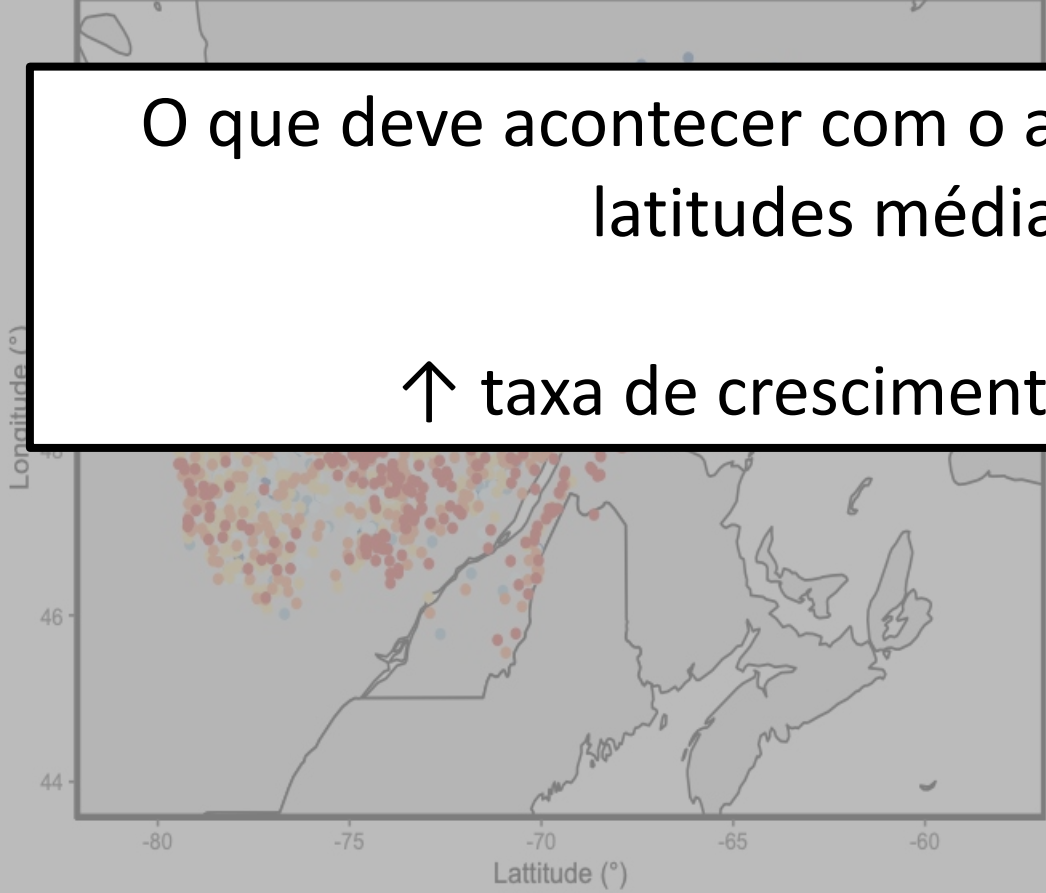 O que deve acontecer com o a
latitudes média
↑ taxa de cresciment
Longitude (°)
46
44
-80
-75
-70
-65
-60
Lattitude (°)